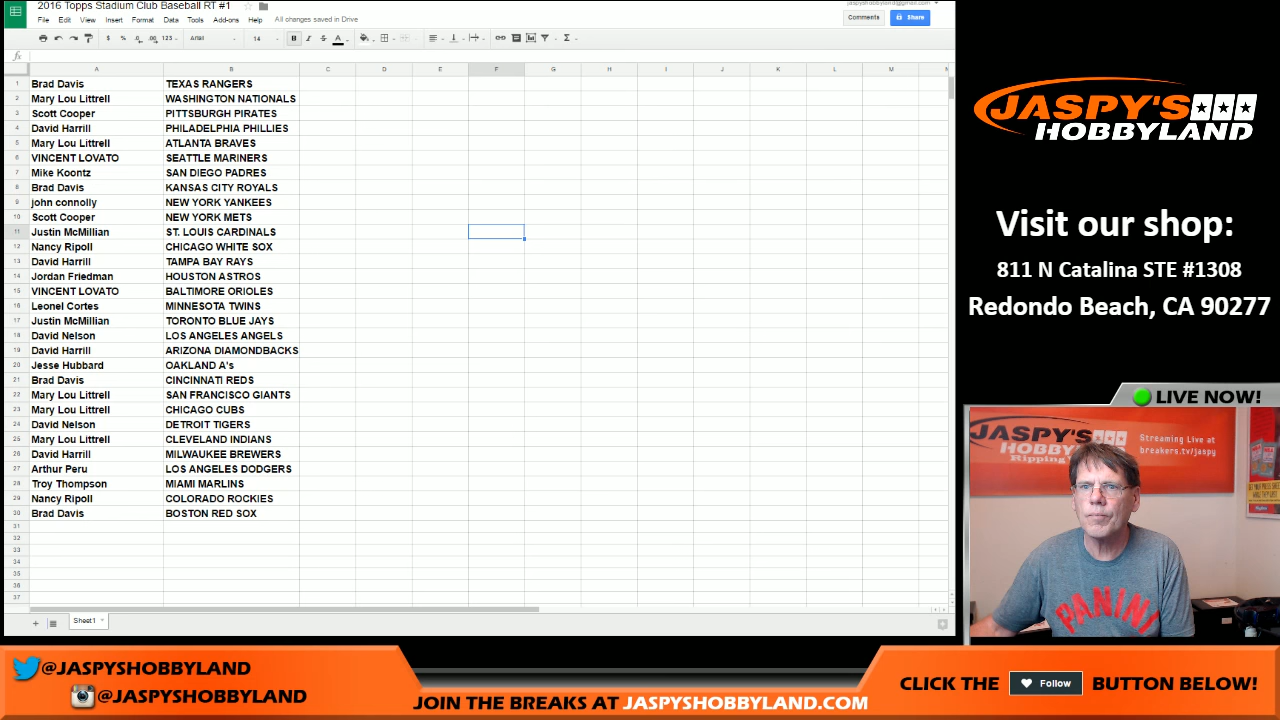 2016 Topps Stadium Club Baseball RT #1
File Edit View Insert Format Data Tools Add-ons Help All changes saved in Drive
Comments Share
$ % .0 .00 123 Arial 14 B I A Σ
fx
A B C D E F G H I J K L M
1 Brad Davis TEXAS RANGERS
2 Mary Lou Littrell WASHINGTON NATIONALS
3 Scott Cooper PITTSBURGH PIRATES
4 David Harrill PHILADELPHIA PHILLIES
5 Mary Lou Littrell ATLANTA BRAVES
6 VINCENT LOVATO SEATTLE MARINERS
7 Mike Koontz SAN DIEGO PADRES
8 Brad Davis KANSAS CITY ROYALS
9 john connolly NEW YORK YANKEES
10 Scott Cooper NEW YORK METS
11 Justin McMillian ST. LOUIS CARDINALS
12 Nancy Ripoll CHICAGO WHITE SOX
13 David Harrill TAMPA BAY RAYS
14 Jordan Friedman HOUSTON ASTROS
15 VINCENT LOVATO BALTIMORE ORIOLES
16 Leonel Cortes MINNESOTA TWINS
17 Justin McMillian TORONTO BLUE JAYS
18 David Nelson LOS ANGELES ANGELS
19 David Harrill ARIZONA DIAMONDBACKS
20 Jesse Hubbard OAKLAND A's
21 Brad Davis CINCINNATI REDS
22 Mary Lou Littrell SAN FRANCISCO GIANTS
23 Mary Lou Littrell CHICAGO CUBS
24 David Nelson DETROIT TIGERS
25 Mary Lou Littrell CLEVELAND INDIANS
26 David Harrill MILWAUKEE BREWERS
27 Arthur Peru LOS ANGELES DODGERS
28 Troy Thompson MIAMI MARLINS
29 Nancy Ripoll COLORADO ROCKIES
30 Brad Davis BOSTON RED SOX
31
32
33
34
35
36
37
Sheet1
JASPY'S
HOBBYLAND
Visit our shop:
811 N Catalina STE #1308
Redondo Beach, CA 90277
LIVE NOW!
JASPY'S
HOBBYLAND
Streaming Live at
breakers.tv/jaspy
PANINI
@JASPYSHOBBYLAND
@JASPYSHOBBYLAND
JOIN THE BREAKS AT JASPYSHOBBYLAND.COM
CLICK THE Follow BUTTON BELOW!